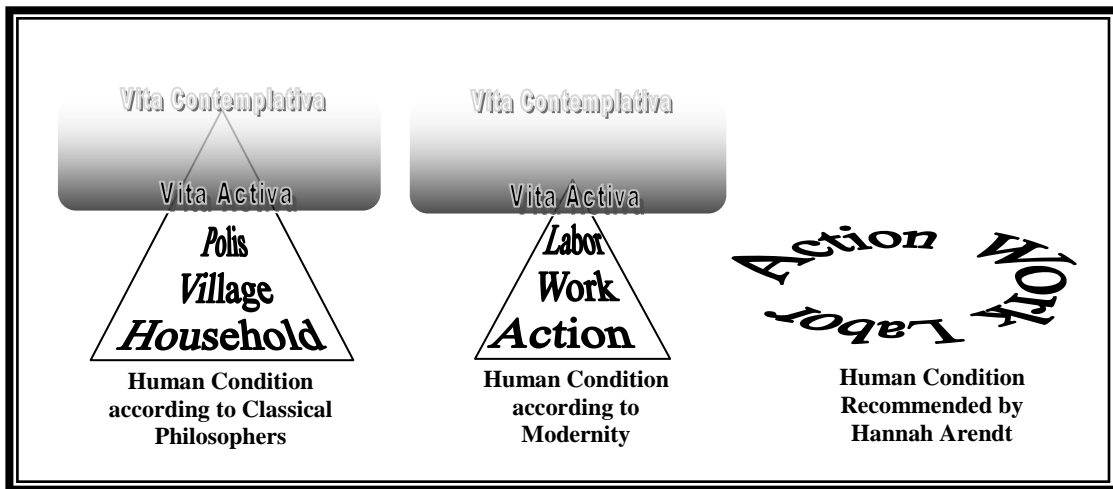 Vita Contemplativa
Vita Activa
Polis
Village
Household
Human Condition
according to Classical
Philosophers
Vita Contemplativa
Vita Activa
Labor
Work
Action
Human Condition
according to
Modernity
Action Work
Labor
Human Condition
Recommended by
Hannah Arendt